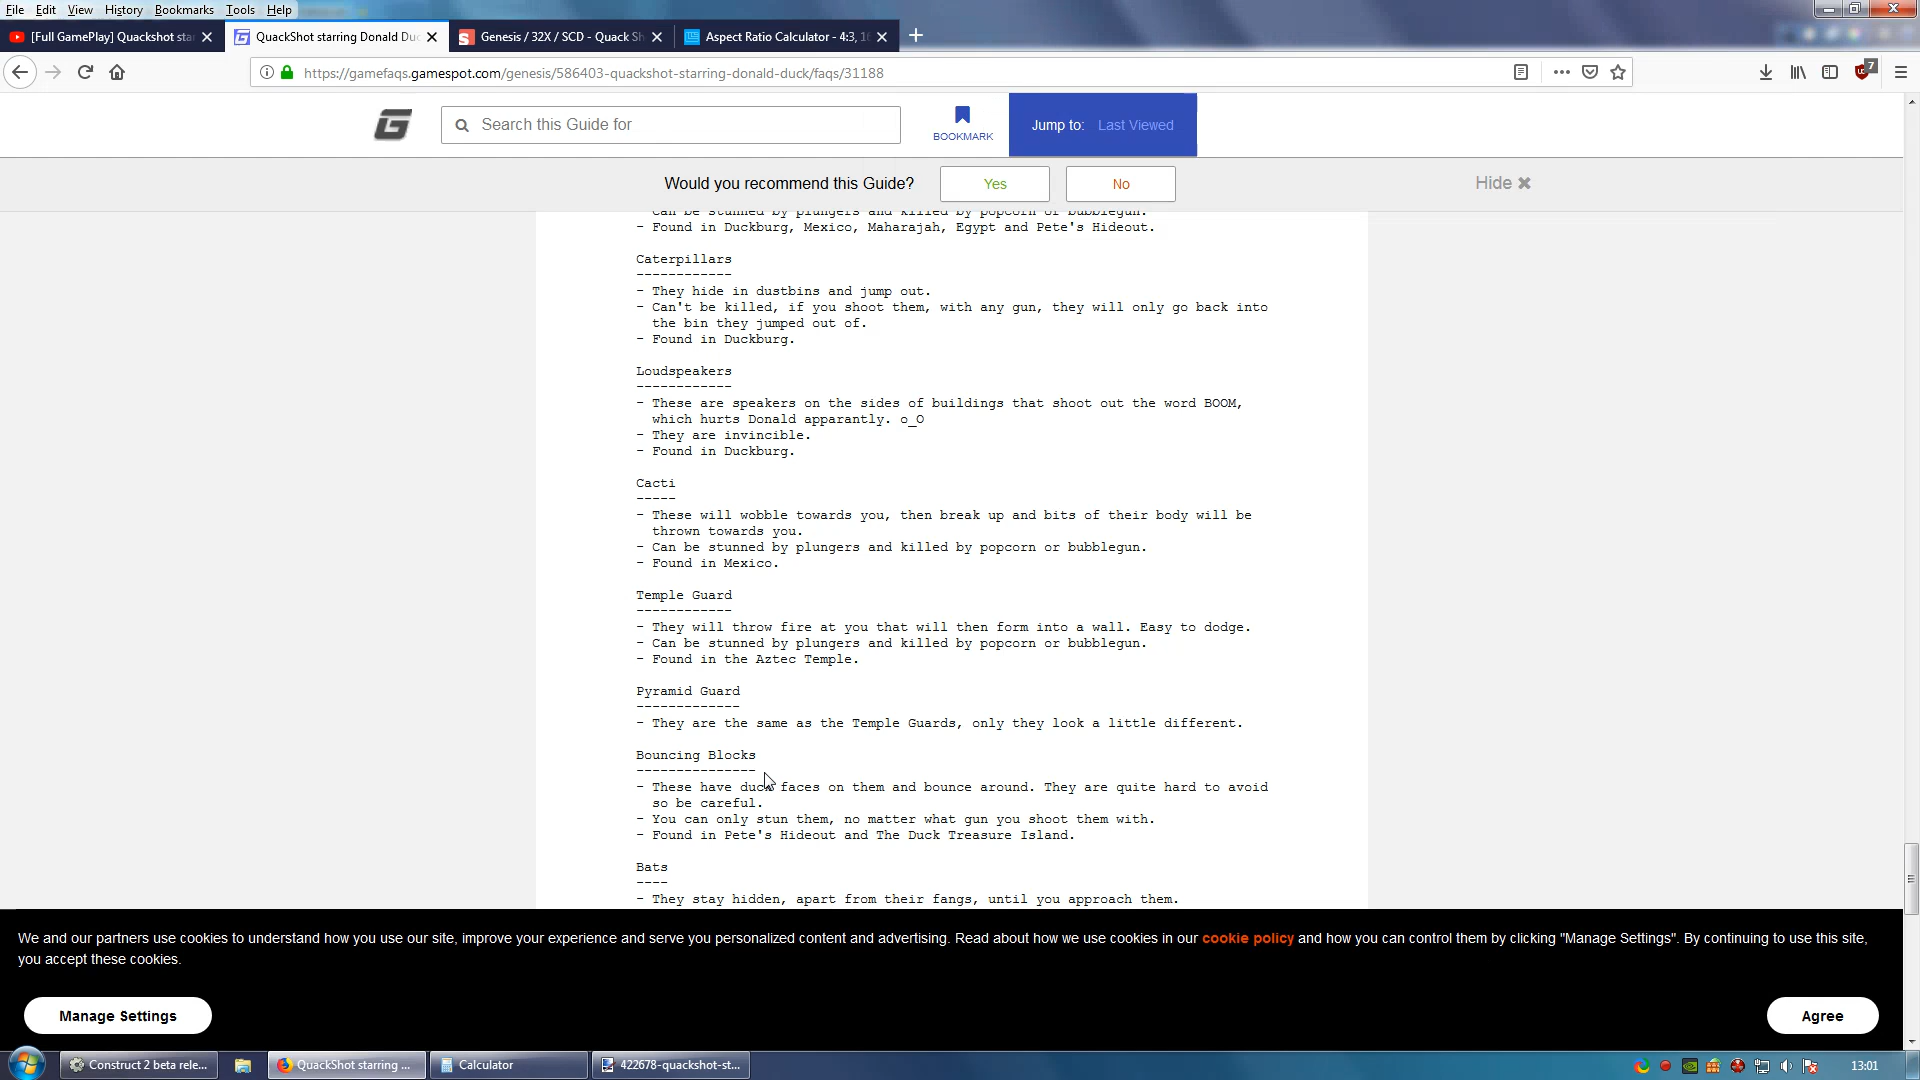 File Edit View History Bookmarks Tools Help
[Full GamePlay] Quackshot sta
QuackShot starring Donald Du
Genesis / 32X / SCD - Quack Sh
Aspect Ratio Calculator - 4:3, 1
https://gamefaqs.gamespot.com/genesis/586403-quackshot-starring-donald-duck/faqs/31188
7
Search this Guide for
BOOKMARK
Jump to: Last Viewed
Would you recommend this Guide?
Yes
No
Hide ✖
Can be stunned by plungers and killed by popcorn or bubblegun.
- Found in Duckburg, Mexico, Maharajah, Egypt and Pete's Hideout.
Caterpillars
------------
- They hide in dustbins and jump out.
- Can't be killed, if you shoot them, with any gun, they will only go back into
the bin they jumped out of.
- Found in Duckburg.
Loudspeakers
------------
- These are speakers on the sides of buildings that shoot out the word BOOM,
which hurts Donald apparantly. o_O
- They are invincible.
- Found in Duckburg.
Cacti
-----
- These will wobble towards you, then break up and bits of their body will be
thrown towards you.
- Can be stunned by plungers and killed by popcorn or bubblegun.
- Found in Mexico.
Temple Guard
------------
- They will throw fire at you that will then form into a wall. Easy to dodge.
- Can be stunned by plungers and killed by popcorn or bubblegun.
- Found in the Aztec Temple.
Pyramid Guard
-------------
- They are the same as the Temple Guards, only they look a little different.
Bouncing Blocks
---------------
- These have duck faces on them and bounce around. They are quite hard to avoid
so be careful.
- You can only stun them, no matter what gun you shoot them with.
- Found in Pete's Hideout and The Duck Treasure Island.
Bats
----
- They stay hidden, apart from their fangs, until you approach them.
We and our partners use cookies to understand how you use our site, improve your experience and serve you personalized content and advertising. Read about how we use cookies in our cookie policy and how you can control them by clicking "Manage Settings". By continuing to use this site,
you accept these cookies.
Manage Settings
Agree
Construct 2 beta rele...
QuackShot starring ...
Calculator
422678-quackshot-st...
13:01